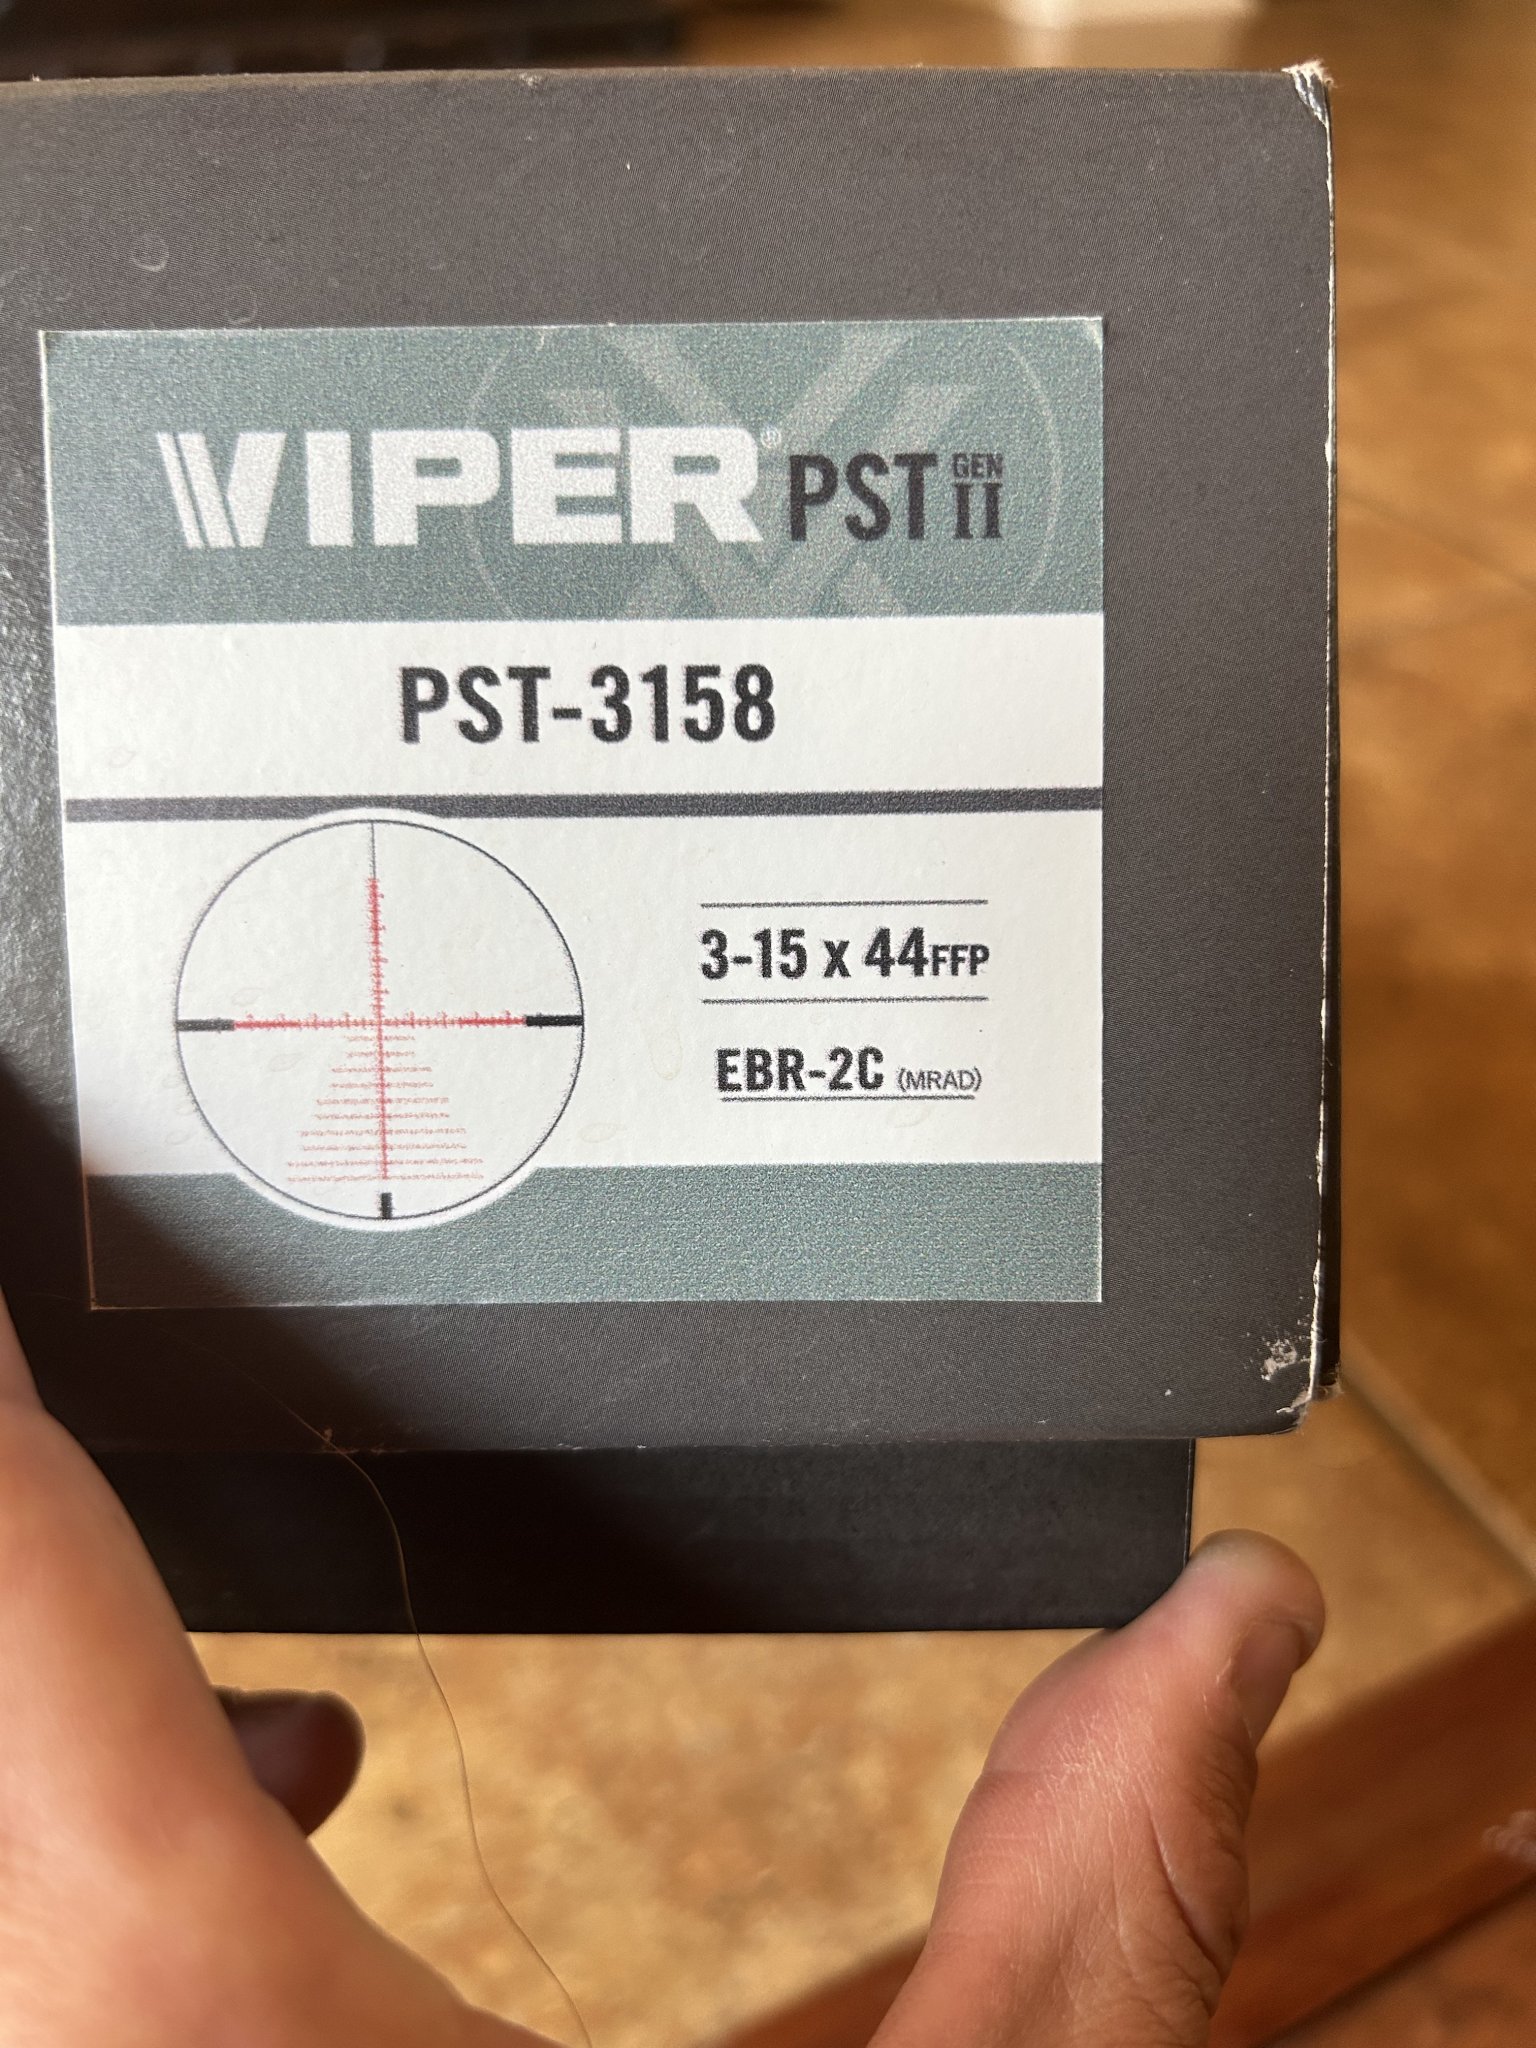 VIPER® PST GEN II
PST-3158
3-15 x 44FFP
EBR-2C (MRAD)